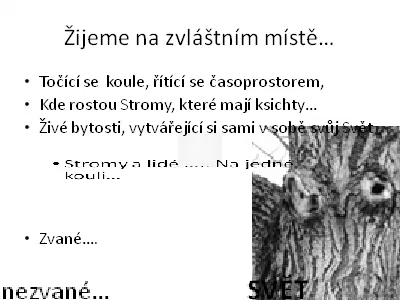 Žijeme na zvláštním místě...
• Točící se koule, řítící se časoprostorem,
• Kde rostou Stromy, které mají ksichty...
• Živé bytosti, vytvářející si sami v sobě svůj Svět
• Stromy a lidé ..... Na jedné
kouli...
• Zvané....
nezvané... SVĚT